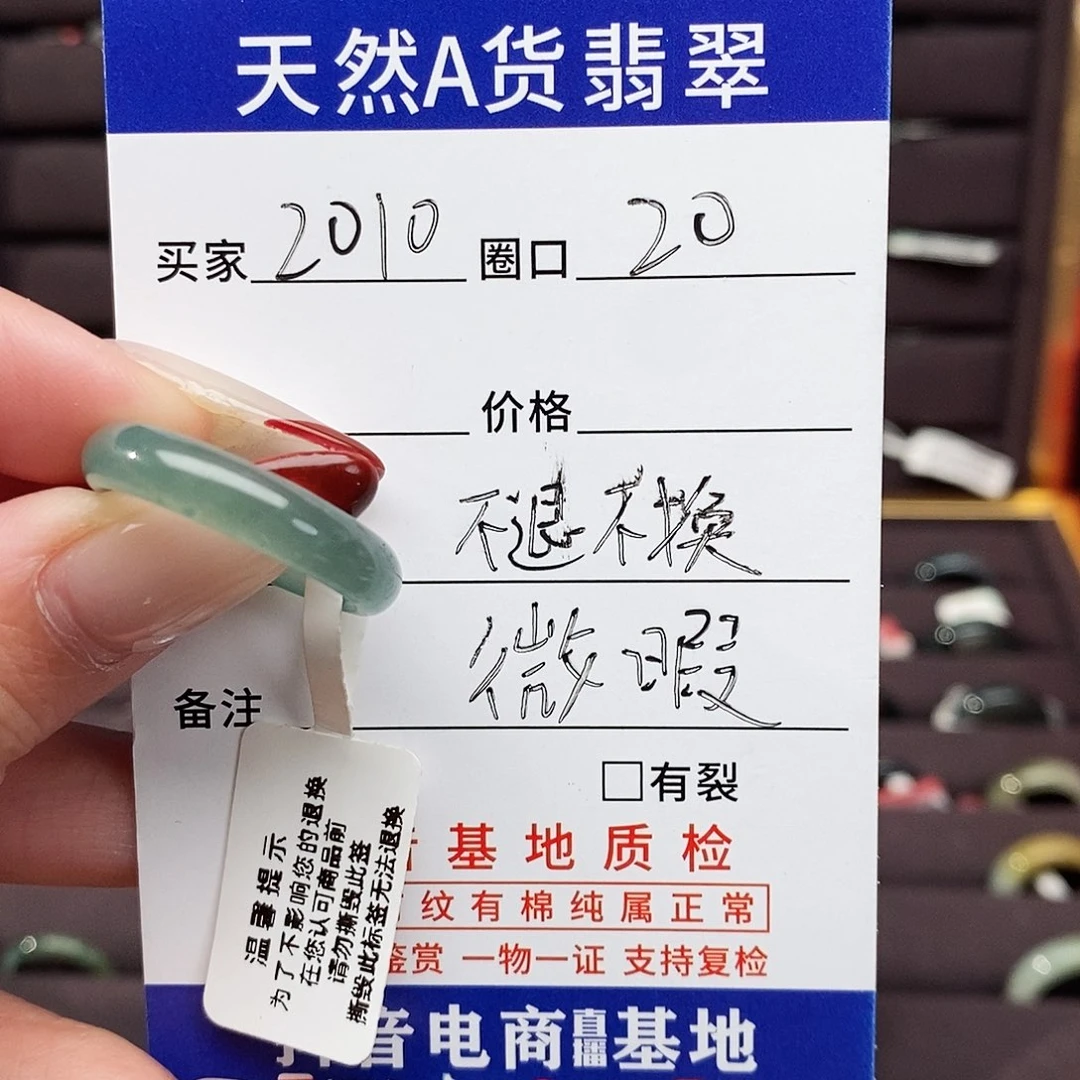 天然A货翡翠
买家 2010 圈口 20
价格
不退不换
微暇
备注
□有裂
基地质检
纹有棉纯属正常
鉴赏 一物一证 支持复检
抖音电商直播基地
温馨提示
为了不影响您的退换
在您认可商品前
请勿撕毁此签
撕毁此标签无法退换